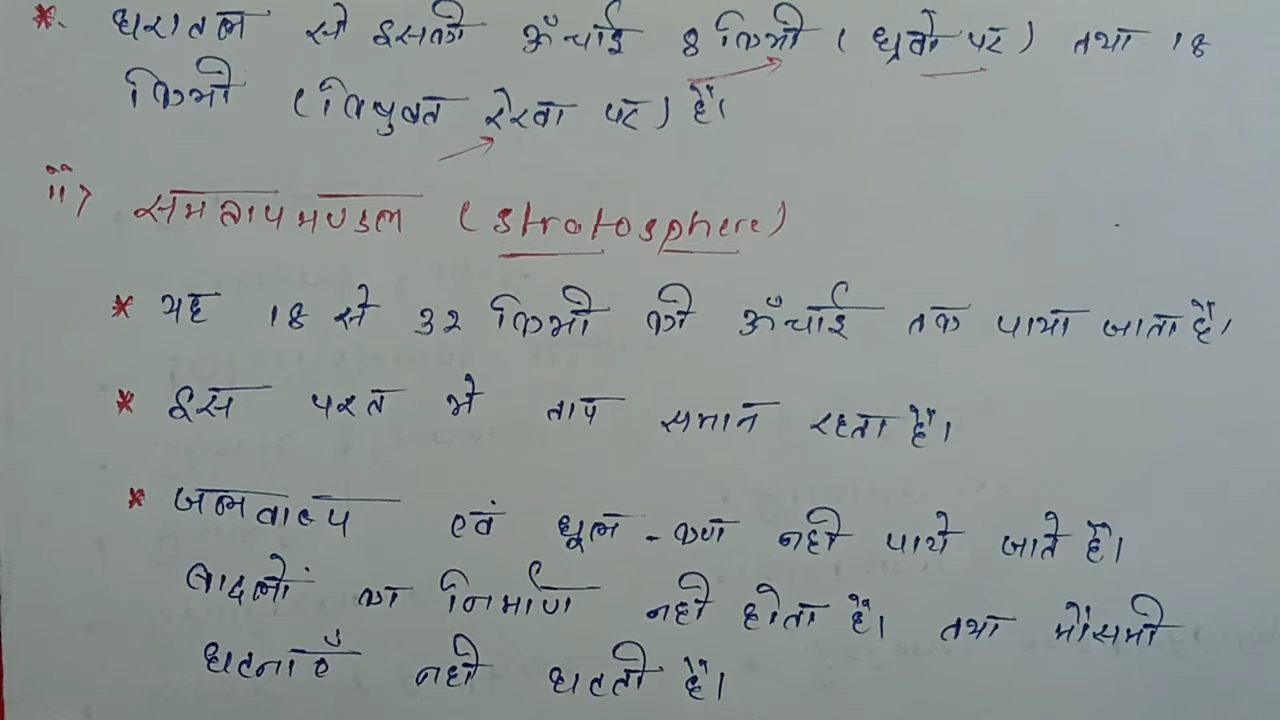 * धरातल से इसकी ऊँचाई 8 किमी (ध्रुवों पर) तथा 18
किमी (विषुवत रेखा पर) हैं।
ii) समतापमण्डल (stratosphere)
* यह 18 से 32 किमी की ऊँचाई तक पाया जाता हैं।
* इस परत मे ताप समान रहता हैं।
* जलवाष्प एवं धूल-कण नही पाये जाते हैं।
बादलों का निर्माण नही होता हैं। तथा मौसमी
घटनाएँ नही घटती हैं।